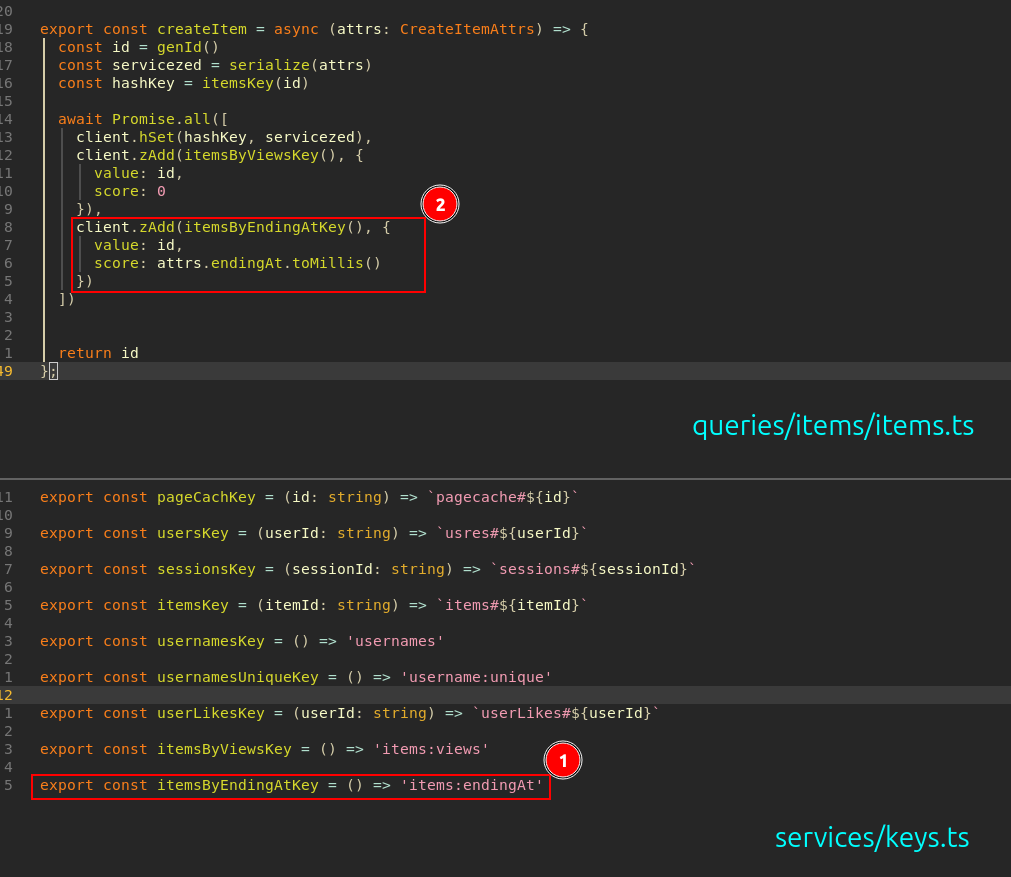 20
19 export const createItem = async (attrs: CreateItemAttrs) => {
18 const id = genId()
17 const servicezed = serialize(attrs)
16 const hashKey = itemsKey(id)
15
14 await Promise.all([
13 client.hSet(hashKey, servicezed),
12 client.zAdd(itemsByViewsKey(), {
11 value: id,
10 score: 0
9 }),
8 client.zAdd(itemsByEndingAtKey(), {
2
7 value: id,
6 score: attrs.endingAt.toMillis()
5 })
4 ])
3
2
1 return id
49 };
queries/items/items.ts
11 export const pageCachKey = (id: string) => `pagecache#${id}`
10
9 export const usersKey = (userId: string) => `usres#${userId}`
8
7 export const sessionsKey = (sessionId: string) => `sessions#${sessionId}`
6
5 export const itemsKey = (itemId: string) => `items#${itemId}`
4
3 export const usernamesKey = () => 'usernames'
2
1 export const usernamesUniqueKey = () => 'username:unique'
12
1 export const userLikesKey = (userId: string) => `userLikes#${userId}`
2
3 export const itemsByViewsKey = () => 'items:views'
4
1
5 export const itemsByEndingAtKey = () => 'items:endingAt'
services/keys.ts